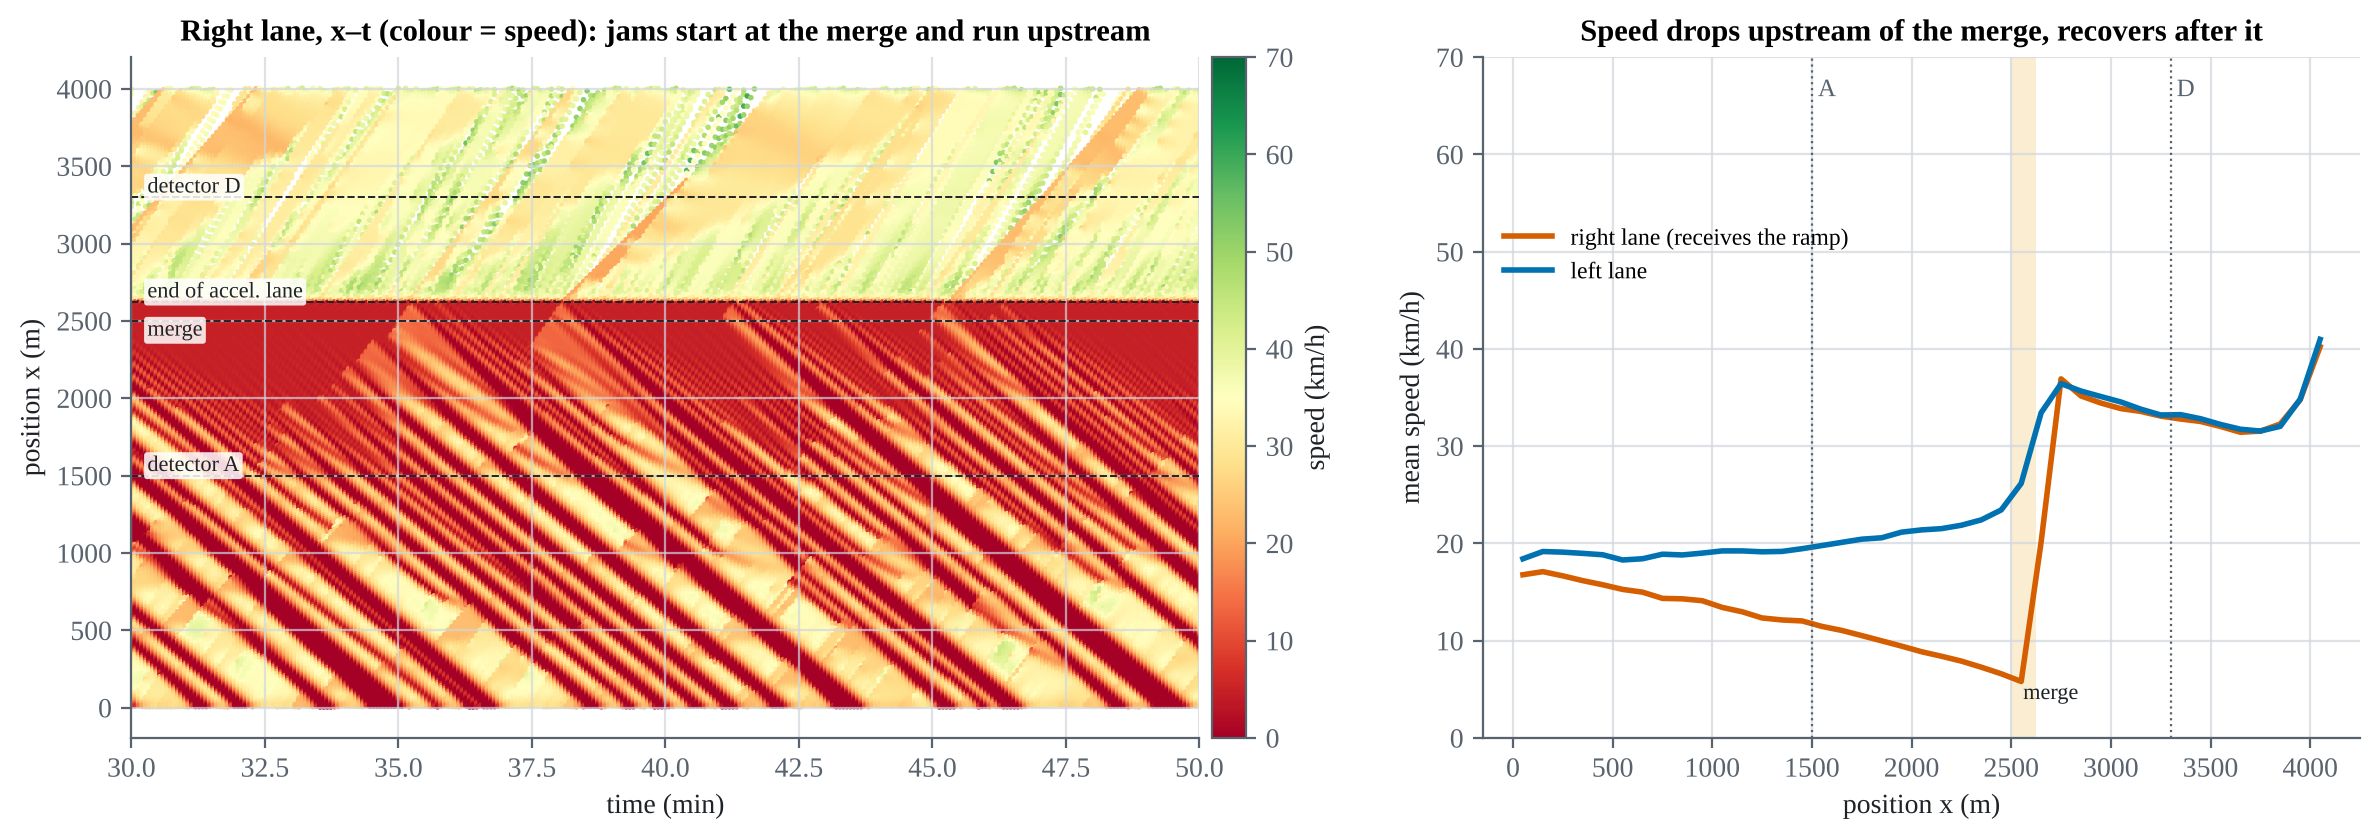 Right lane, x–t (colour = speed): jams start at the merge and run upstream
position x (m)
4000
3500
3000
2500
2000
1500
1000
500
0
detector D
end of accel. lane
merge
detector A
30.0
32.5
35.0
37.5
40.0
42.5
45.0
47.5
50.0
time (min)
70
60
50
40
30
20
10
0
speed (km/h)
Speed drops upstream of the merge, recovers after it
mean speed (km/h)
70
60
50
40
30
20
10
0
A
D
right lane (receives the ramp)
left lane
merge
0
500
1000
1500
2000
2500
3000
3500
4000
position x (m)